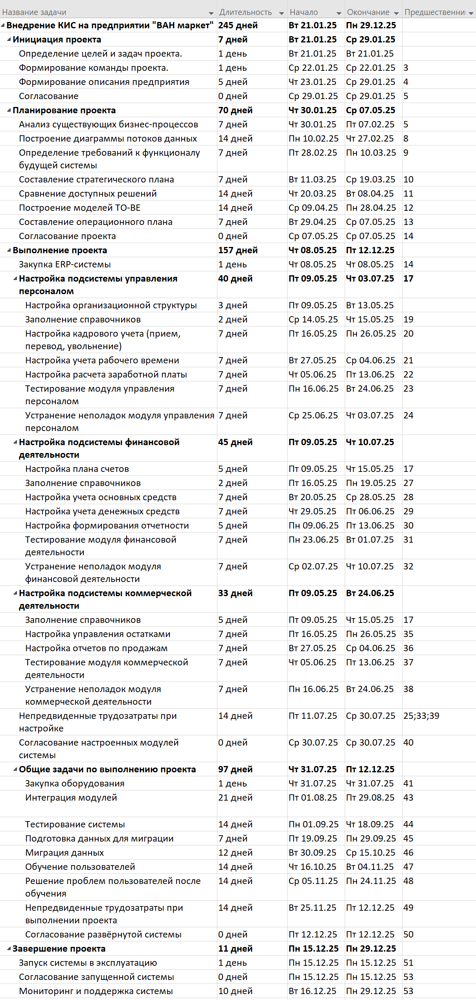 Название задачи Длительность Начало Окончание Предшественни
Внедрение КИС на предприятии "ВАН маркет" 245 дней Вт 21.01.25 Пн 29.12.25
Инициация проекта 7 дней Вт 21.01.25 Ср 29.01.25
Определение целей и задач проекта. 1 день Вт 21.01.25 Вт 21.01.25
Формирование команды проекта. 1 день Ср 22.01.25 Ср 22.01.25 3
Формирование описания предприятия 5 дней Чт 23.01.25 Ср 29.01.25 4
Согласование 0 дней Ср 29.01.25 Ср 29.01.25 5
Планирование проекта 70 дней Чт 30.01.25 Ср 07.05.25
Анализ существующих бизнес-процессов 7 дней Чт 30.01.25 Пт 07.02.25 5
Построение диаграммы потоков данных 14 дней Пн 10.02.25 Чт 27.02.25 8
Определение требований к функционалу 7 дней Пт 28.02.25 Пн 10.03.25 9
будущей системы
Составление стратегического плана 7 дней Вт 11.03.25 Ср 19.03.25 10
Сравнение доступных решений 14 дней Чт 20.03.25 Вт 08.04.25 11
Построение моделей TO-BE 14 дней Ср 09.04.25 Пн 28.04.25 12
Составление операционного плана 7 дней Вт 29.04.25 Ср 07.05.25 13
Согласование проекта 0 дней Ср 07.05.25 Ср 07.05.25 14
Выполнение проекта 157 дней Чт 08.05.25 Пт 12.12.25
Закупка ERP-системы 1 день Чт 08.05.25 Чт 08.05.25 14
Настройка подсистемы управления 40 дней Пт 09.05.25 Чт 03.07.25 17
персоналом
Настройка организационной структуры 3 дней Пт 09.05.25 Вт 13.05.25
Заполнение справочников 2 дней Ср 14.05.25 Чт 15.05.25 19
Настройка кадрового учета (прием, 7 дней Пт 16.05.25 Пн 26.05.25 20
перевод, увольнение)
Настройка учета рабочего времени 7 дней Вт 27.05.25 Ср 04.06.25 21
Настройка расчета заработной платы 7 дней Чт 05.06.25 Пт 13.06.25 22
Тестирование модуля управления 7 дней Пн 16.06.25 Вт 24.06.25 23
персоналом
Устранение неполадок модуля управления 7 дней Ср 25.06.25 Чт 03.07.25 24
персоналом
Настройка подсистемы финансовой 45 дней Пт 09.05.25 Чт 10.07.25
деятельности
Настройка плана счетов 5 дней Пт 09.05.25 Чт 15.05.25 17
Заполнение справочников 2 дней Пт 16.05.25 Пн 19.05.25 27
Настройка учета основных средств 7 дней Вт 20.05.25 Ср 28.05.25 28
Настройка учета денежных средств 7 дней Чт 29.05.25 Пт 06.06.25 29
Настройка формирования отчетности 5 дней Пн 09.06.25 Пт 13.06.25 30
Тестирование модуля финансовой 7 дней Пн 23.06.25 Вт 01.07.25 31
деятельности
Устранение неполадок модуля 7 дней Ср 02.07.25 Чт 10.07.25 32
финансовой деятельности
Настройка подсистемы коммерческой 33 дней Пт 09.05.25 Вт 24.06.25
деятельности
Заполнение справочников 5 дней Пт 09.05.25 Чт 15.05.25 17
Настройка управления остатками 7 дней Пт 16.05.25 Пн 26.05.25 35
Настройка отчетов по продажам 7 дней Вт 27.05.25 Ср 04.06.25 36
Тестирование модуля коммерческой 7 дней Чт 05.06.25 Пт 13.06.25 37
деятельности
Устранение неполадок модуля 7 дней Пн 16.06.25 Вт 24.06.25 38
коммерческой деятельности
Непредвиденные трудозатраты при 14 дней Пт 11.07.25 Ср 30.07.25 25;33;39
настройке
Согласование настроенных модулей 0 дней Ср 30.07.25 Ср 30.07.25 40
системы
Общие задачи по выполнению проекта 97 дней Чт 31.07.25 Пт 12.12.25
Закупка оборудования 1 день Чт 31.07.25 Чт 31.07.25 41
Интеграция модулей 21 дней Пт 01.08.25 Пт 29.08.25 43
Тестирование системы 14 дней Пн 01.09.25 Чт 18.09.25 44
Подготовка данных для миграции 7 дней Пт 19.09.25 Пн 29.09.25 45
Миграция данных 12 дней Вт 30.09.25 Ср 15.10.25 46
Обучение пользователей 14 дней Чт 16.10.25 Вт 04.11.25 47
Решение проблем пользователей после 14 дней Ср 05.11.25 Пн 24.11.25 48
обучения
Непредвиденные трудозатраты при 14 дней Вт 25.11.25 Пт 12.12.25 49
выполнении проекта
Согласование развёрнутой системы 0 дней Пт 12.12.25 Пт 12.12.25 50
Завершение проекта 11 дней Пн 15.12.25 Пн 29.12.25
Запуск системы в эксплуатацию 1 день Пн 15.12.25 Пн 15.12.25 51
Согласование запущенной системы 0 дней Пн 15.12.25 Пн 15.12.25 53
Мониторинг и поддержка системы 10 дней Вт 16.12.25 Пн 29.12.25 53